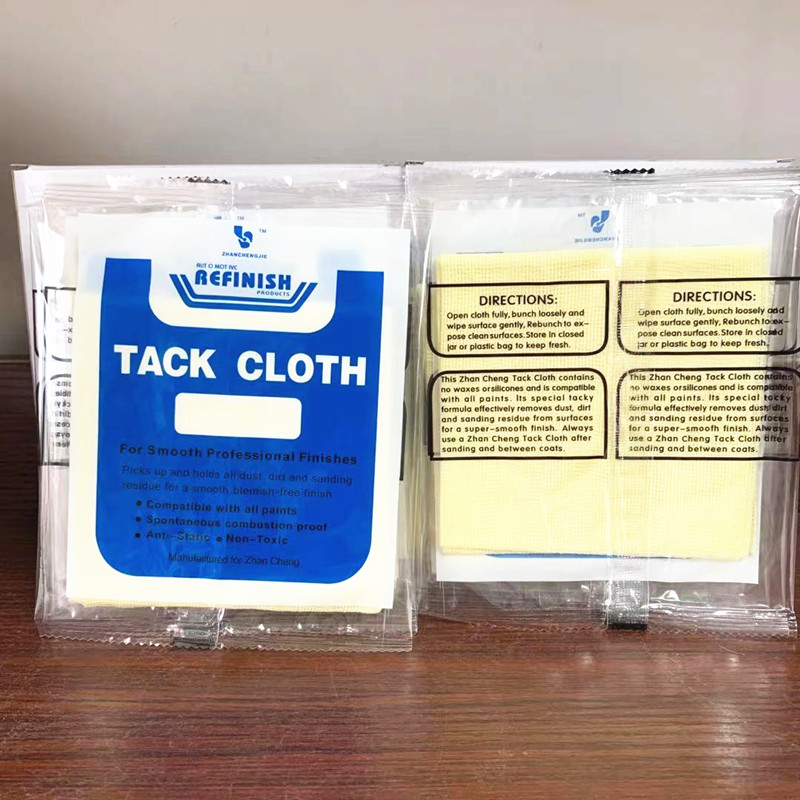 TM
ZHANCHENGJIE
AUT O MOT IVC
REFINISH
PRODUCTS
TACK CLOTH
For Smooth Professional Finishes
Picks up and holds all dust, dirt and sanding
residue for a smooth, blemish-free finish
● Compatible with all paints
● Spontaneous combustion proof
● Anti-Static ● Non-Toxic
Manufactured for Zhan Cheng
TM
ZHANCHENGJIE
DIRECTIONS:
Open cloth fully, bunch loosely and
wipe surface gently, Rebunch to ex-
pose clean surfaces. Store in closed
jar or plastic bag to keep fresh.
This Zhan Cheng Tack Cloth contains
no waxes orsilicones and is compatible
with all paints. Its special tacky
formula effectively removes dust, dirt
and sanding residue from surfaces
for a super-smooth finish. Always
use a Zhan Cheng Tack Cloth after
sanding and between coats.
DIRECTIONS:
Open cloth fully, bunch loosely and
wipe surface gently, Rebunch to ex-
pose clean surfaces. Store in closed
jar or plastic bag to keep fresh.
This Zhan Cheng Tack Cloth contains
no waxes orsilicones and is compatible
with all paints. Its special tacky
formula effectively removes dust, dirt
and sanding residue from surfaces
for a super-smooth finish. Always
use a Zhan Cheng Tack Cloth after
sanding and between coats.